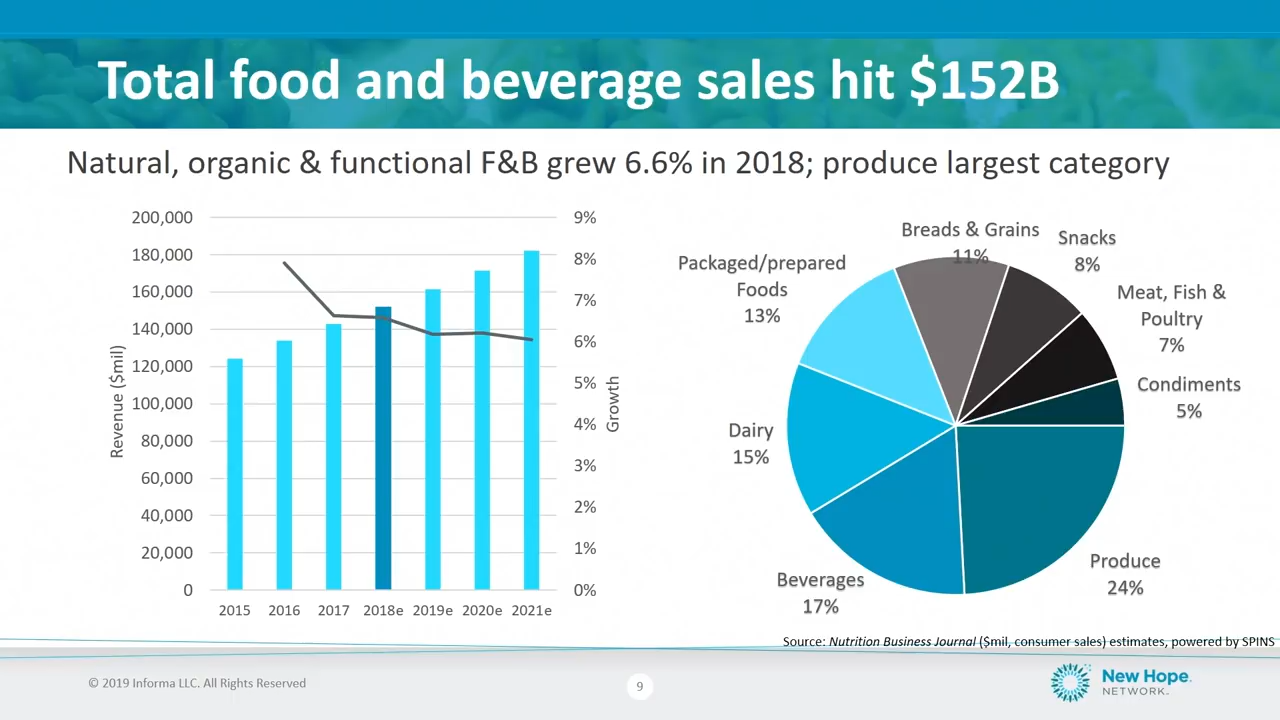 Total food and beverage sales hit $152B
Natural, organic & functional F&B grew 6.6% in 2018; produce largest category
200,000
180,000
160,000
140,000
120,000
100,000
80,000
60,000
40,000
20,000
0
Revenue ($mil)
9%
8%
7%
6%
5%
4%
3%
2%
1%
0%
Growth
2015 2016 2017 2018e 2019e 2020e 2021e
Breads & Grains
11%
Snacks
8%
Packaged/prepared
Foods
13%
Meat, Fish &
Poultry
7%
Condiments
5%
Dairy
15%
Produce
24%
Beverages
17%
Source: Nutrition Business Journal ($mil, consumer sales) estimates, powered by SPINS
© 2019 Informa LLC. All Rights Reserved
9
New Hope
NETWORK